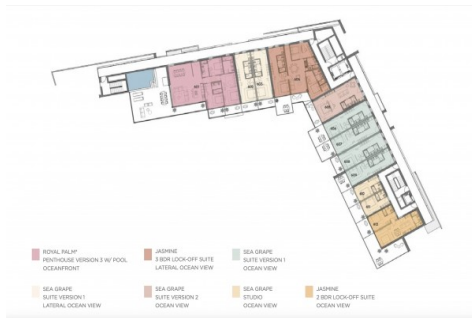 ROYAL PALM*
PENTHOUSE VERSION 3 W/ POOL
OCEANFRONT
JASMINE
3 BDR LOCK-OFF SUITE
LATERAL OCEAN VIEW
SEA GRAPE
SUITE VERSION 1
OCEAN VIEW
SEA GRAPE
SUITE VERSION 1
LATERAL OCEAN VIEW
SEA GRAPE
SUITE VERSION 2
OCEAN VIEW
SEA GRAPE
STUDIO
OCEAN VIEW
JASMINE
2 BDR LOCK-OFF SUITE
OCEAN VIEW